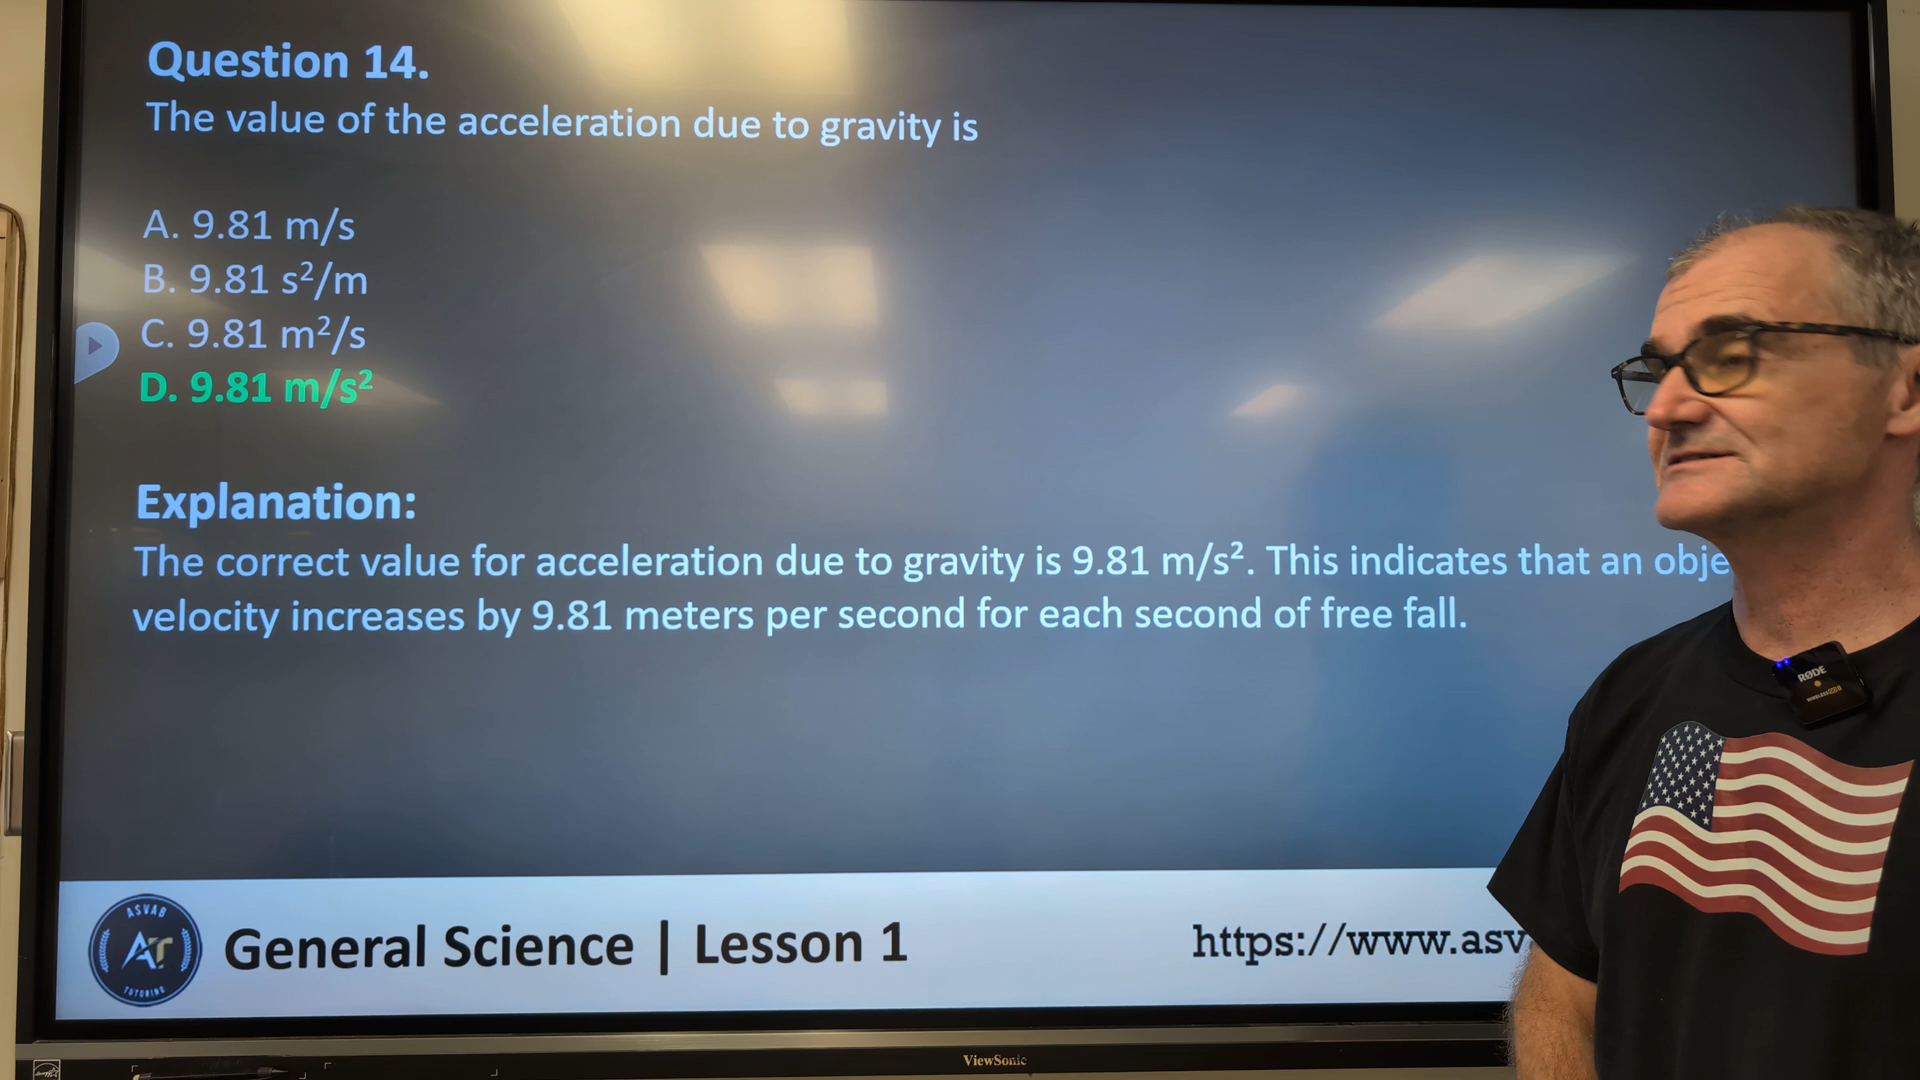 Question 14.
The value of the acceleration due to gravity is
A. 9.81 m/s
B. 9.81 s²/m
C. 9.81 m²/s
D. 9.81 m/s²
Explanation:
The correct value for acceleration due to gravity is 9.81 m/s². This indicates that an obje
velocity increases by 9.81 meters per second for each second of free fall.
RØDE
ASVAB
AT
TUTORING
General Science | Lesson 1
https://www.asv
ViewSonic